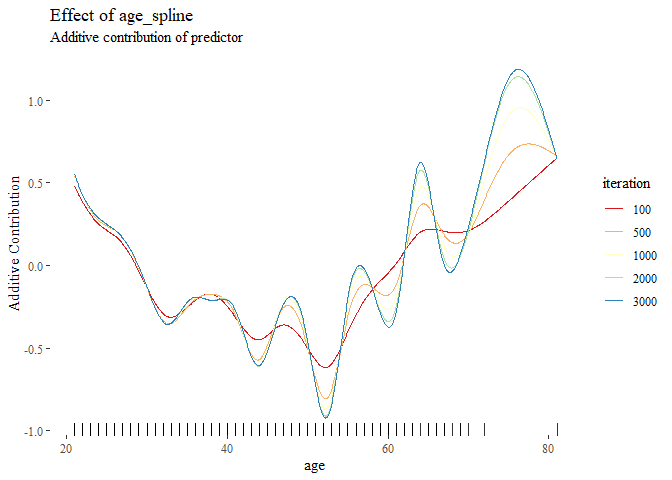 Effect of age_spline
Additive contribution of predictor
Additive Contribution
1.0
0.5
0.0
-0.5
-1.0
20
40
60
80
age
iteration
100
500
1000
2000
3000